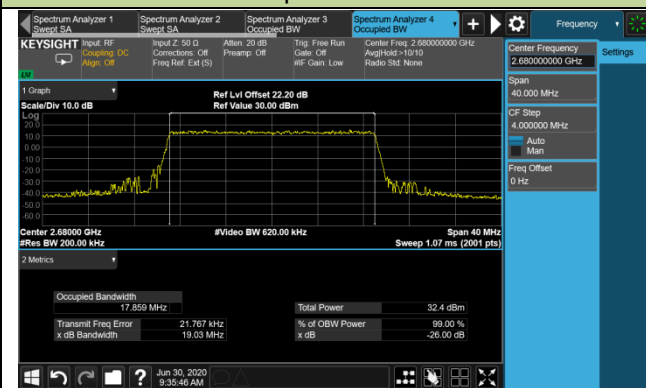 Spectrum Analyzer 1 Swept SA
Spectrum Analyzer 2 Swept SA
Spectrum Analyzer 3 Occupied BW
Spectrum Analyzer 4 Occupied BW
Frequency
KEYSIGHT
Input: RF
Coupling: DC
Align: Off
Input Z: 50 Ω
Corrections: Off
Freq Ref: Ext (S)
Atten: 20 dB
Preamp: Off
Trig: Free Run
Gate: Off
#IF Gain: Low
Center Freq: 2.680000000 GHz
Avg|Hold:>10/10
Radio Std: None
Center Frequency
2.680000000 GHz
Settings
Span
40.000 MHz
CF Step
4.000000 MHz
Auto
Man
Freq Offset
0 Hz
1 Graph
Scale/Div 10.0 dB
Ref Lvl Offset 22.20 dB
Ref Value 30.00 dBm
Log
20.0
10.0
0.00
-10.0
-20.0
-30.0
-40.0
-50.0
-60.0
Center 2.68000 GHz
#Video BW 620.00 kHz
Span 40 MHz
#Res BW 200.00 kHz
Sweep 1.07 ms (2001 pts)
2 Metrics
Occupied Bandwidth
17.859 MHz
Total Power 32.4 dBm
Transmit Freq Error 21.767 kHz
% of OBW Power 99.00 %
x dB Bandwidth 19.03 MHz
x dB -26.00 dB
Jun 30, 2020
9:35:46 AM